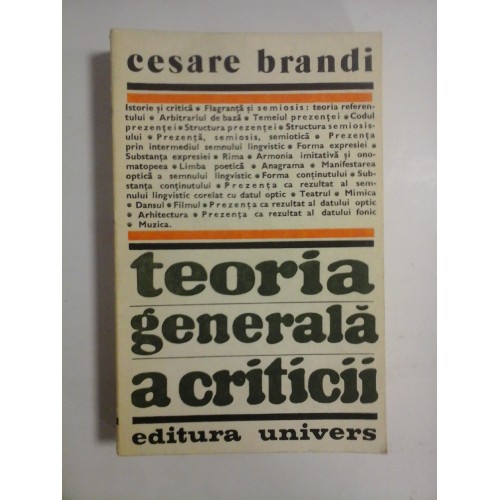 cesare brandi
Istorie și critică • Flagranță și semiosis: teoria referen-
tului • Arbitrariul de bază • Temeiul prezenței • Codul
prezenței • Structura prezenței • Structura semiosis-
ului • Prezență, semiosis, semiotică • Prezența
prin intermediul semnului lingvistic • Forma expresiei •
Substanța expresiei • Rima • Armonia imitativă și ono-
matopeea • Limba poetică • Anagrama • Manifestarea
optică a semnului lingvistic • Forma conținutului • Sub-
stanța conținutului • Prezența ca rezultat al sem-
nului lingvistic corelat cu datul optic • Teatrul • Mimica
• Dansul • Filmul • Prezența ca rezultat al datului optic
• Arhitectura • Prezența ca rezultat al datului fonic
• Muzica.
teoria
generală
a criticii
editura univers